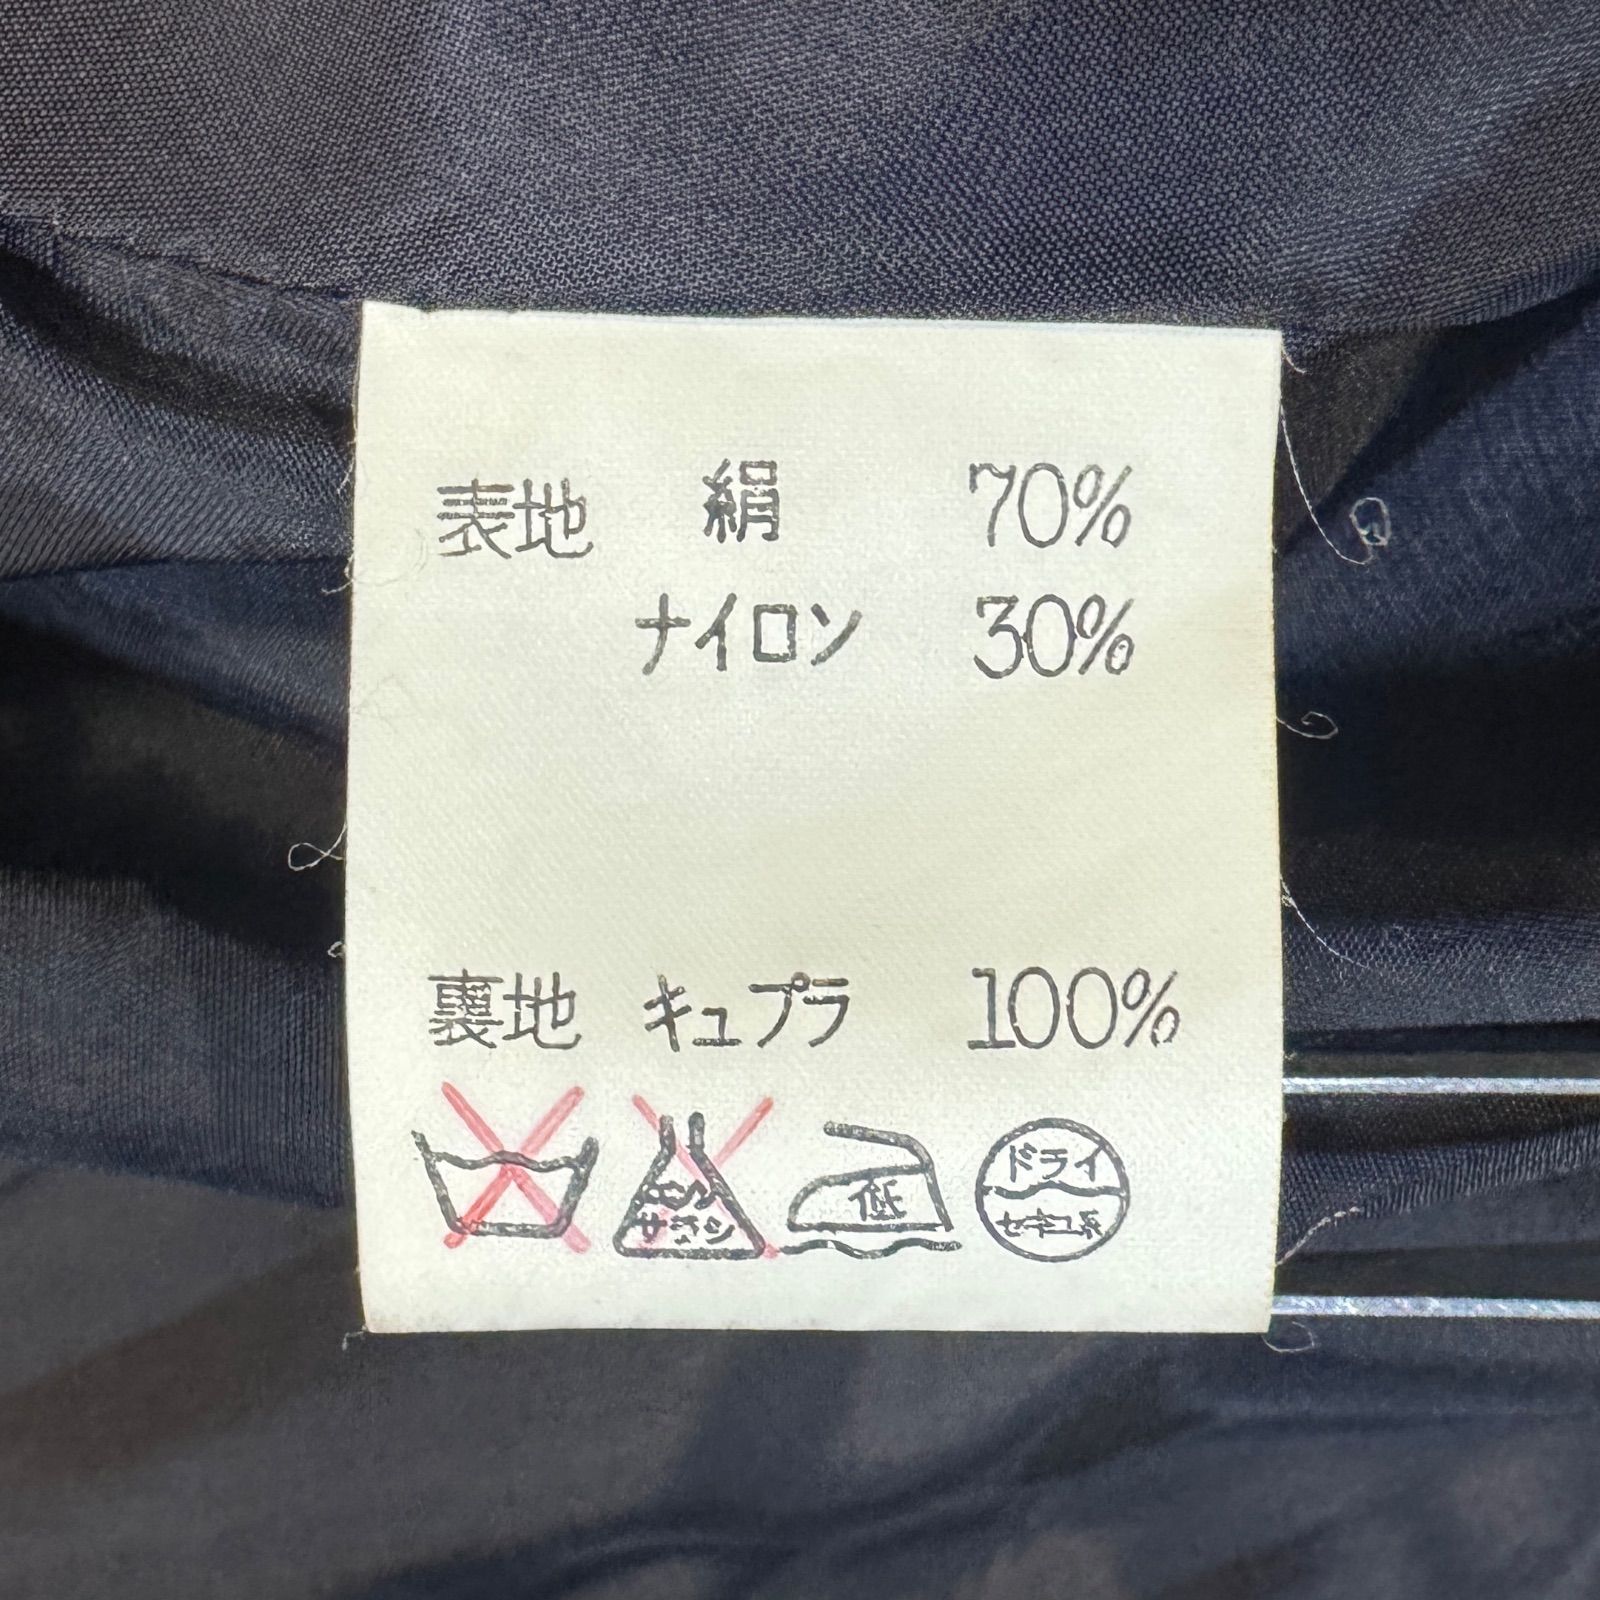 表地 絹 70%
ナイロン 30%
裏地 キュプラ 100%
エンソ サラシ 低 ドライ セキユ系